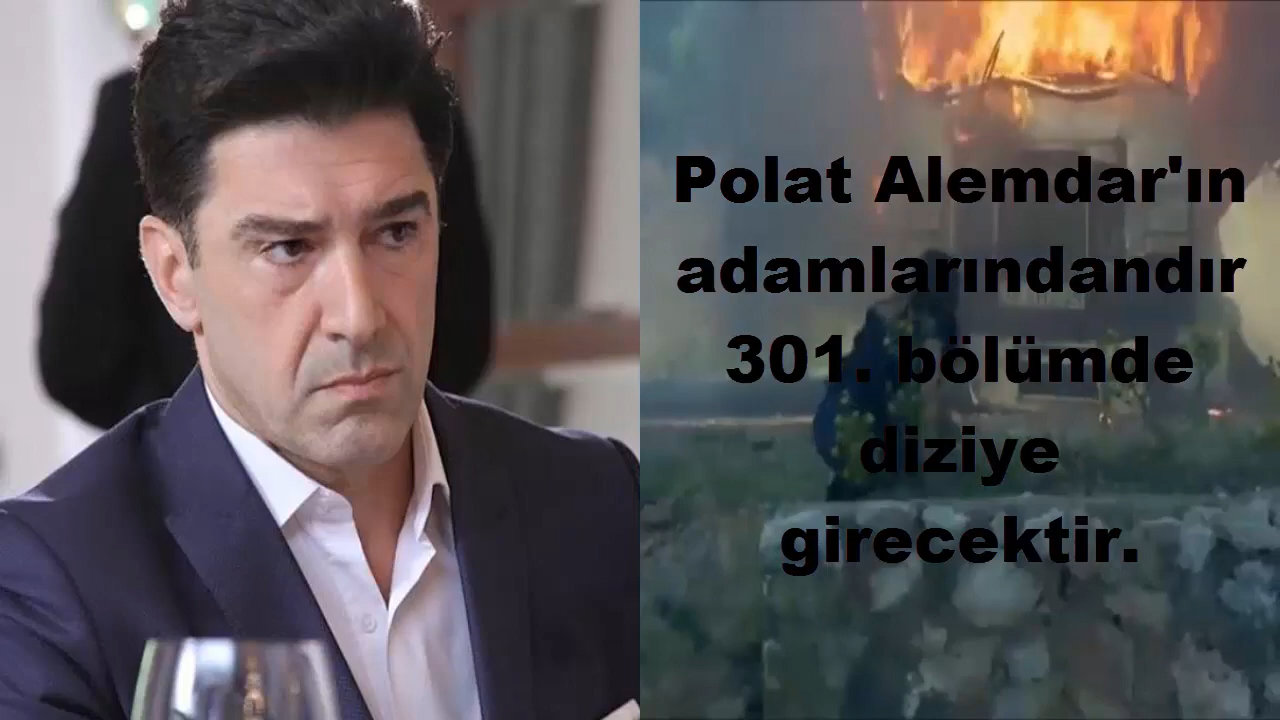 Polat Alemdar'ın
adamlarındandır
301. bölümde
diziye
girecektir.